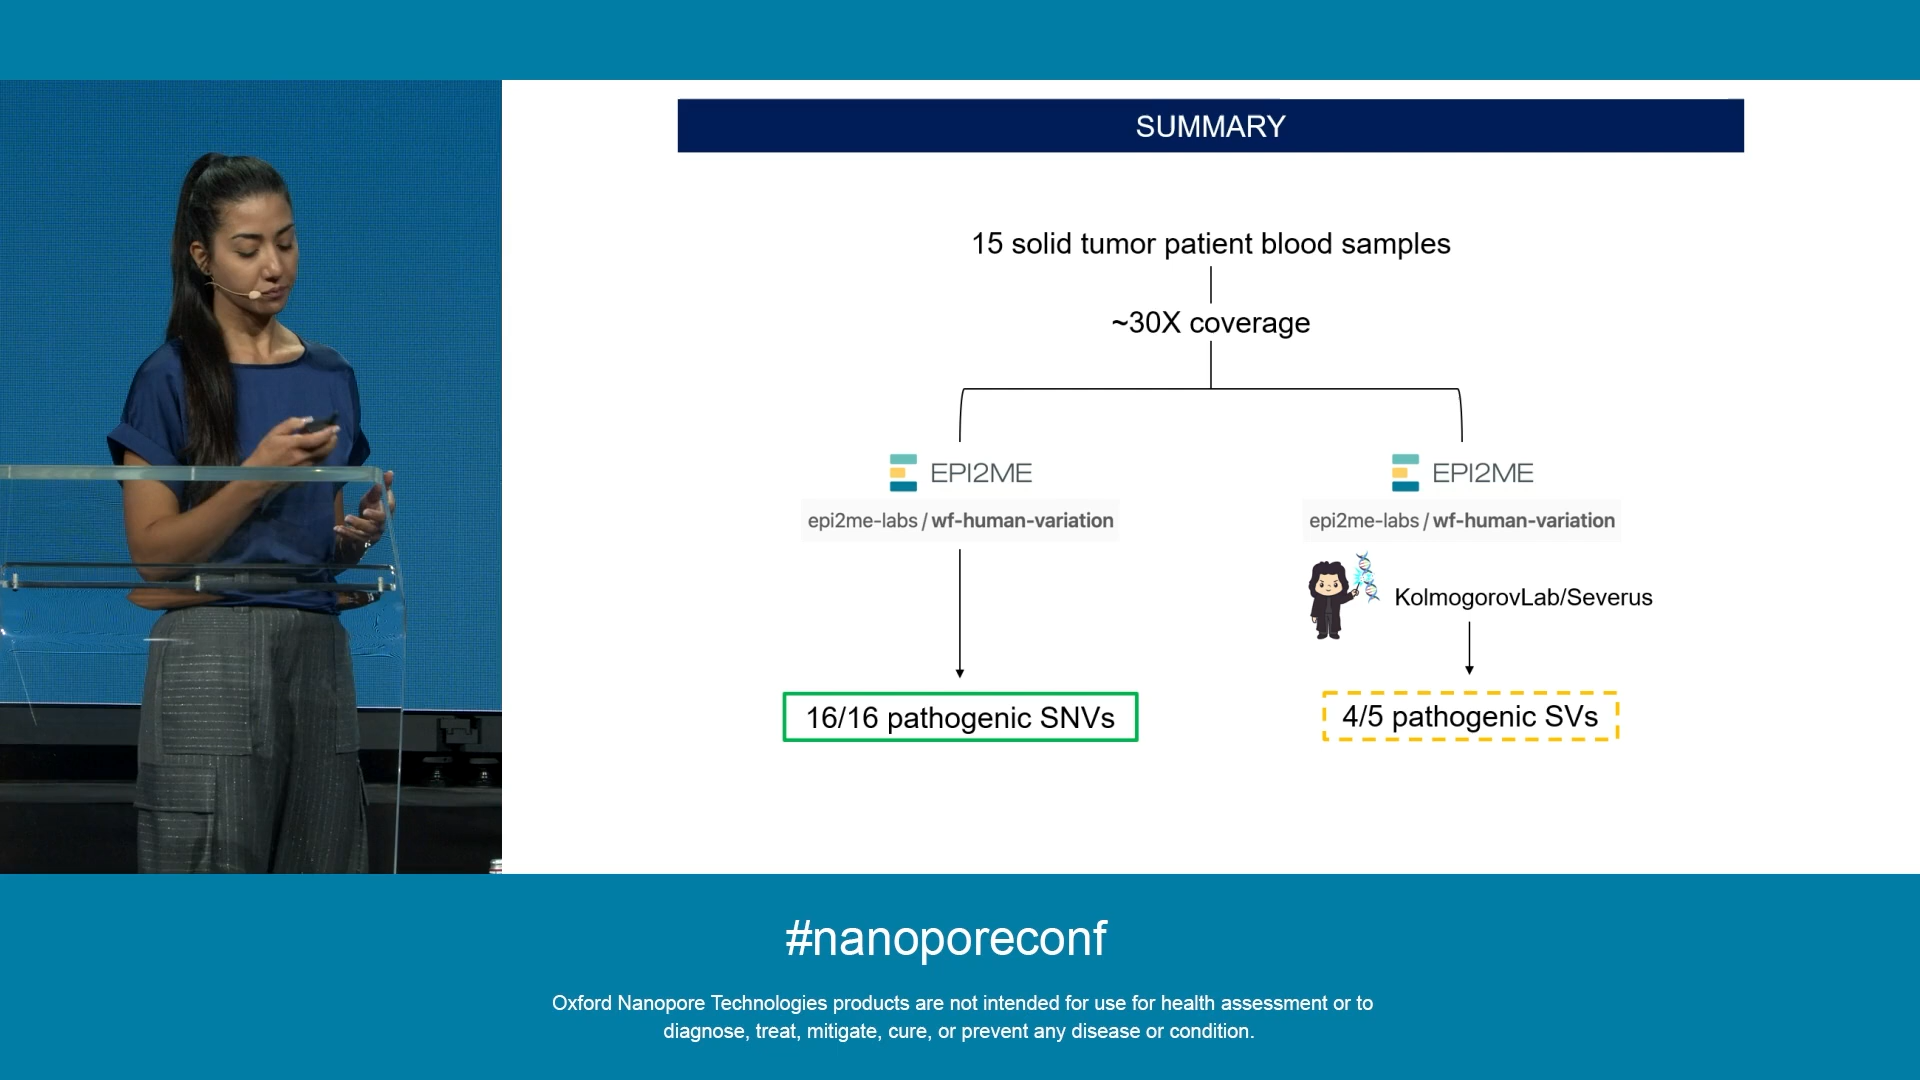 SUMMARY
15 solid tumor patient blood samples
~30X coverage
EPI2ME
epi2me-labs / wf-human-variation
16/16 pathogenic SNVs
EPI2ME
epi2me-labs / wf-human-variation
KolmogorovLab/Severus
4/5 pathogenic SVs
#nanoporeconf
Oxford Nanopore Technologies products are not intended for use for health assessment or to
diagnose, treat, mitigate, cure, or prevent any disease or condition.